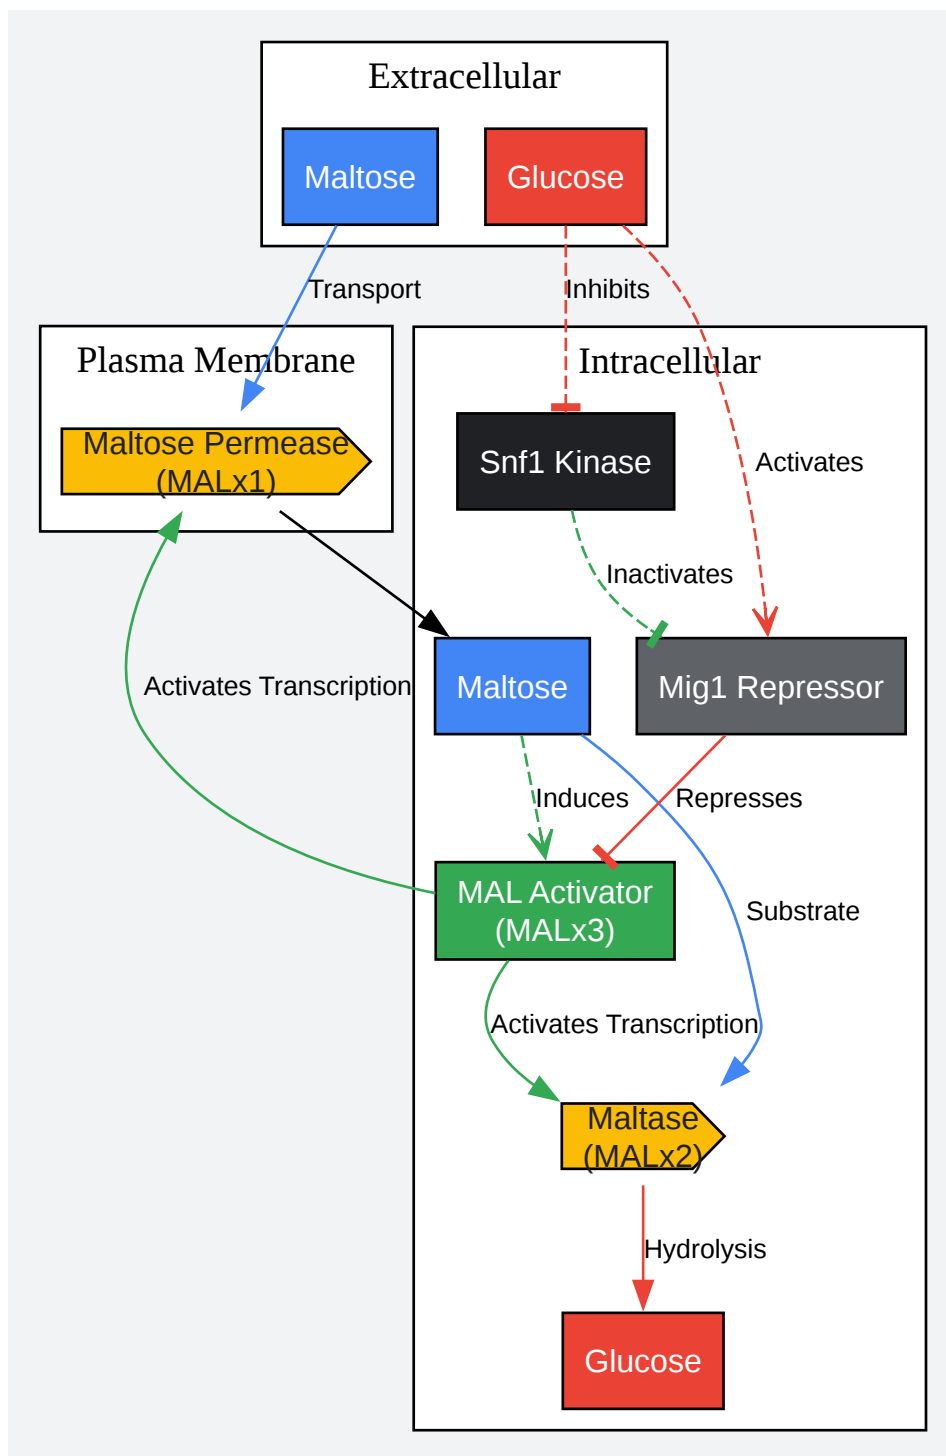 Extracellular
Maltose
Glucose
Transport
Inhibits
Plasma Membrane
Intracellular
Maltose Permease
(MALx1)
Snf1 Kinase
Activates
Inactivates
Activates Transcription
Maltose
Mig1 Repressor
Induces
Represses
MAL Activator
(MALx3)
Substrate
Activates Transcription
Maltase
(MALx2)
Hydrolysis
Glucose